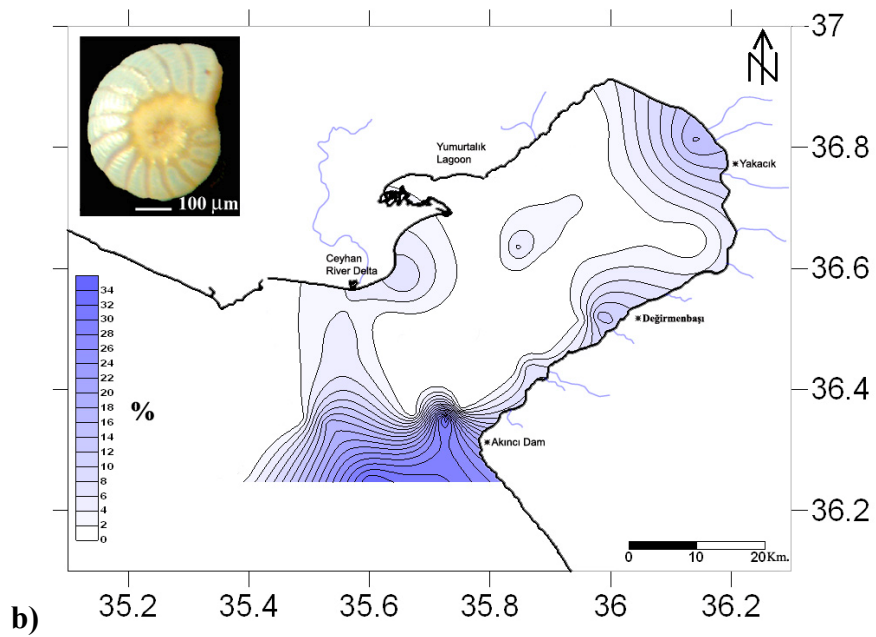 37
N
100 µm
Yumurtalık
Lagoon
36.8
Yakacık
Ceyhan
River Delta
36.6
34
32
30
28
26
24
22
20
18
16
14
12
10
8
6
4
2
0
%
Değirmenbaşı
36.4
Akıncı Dam
36.2
0 10 20Km.
b)
35.2 35.4 35.6 35.8 36 36.2